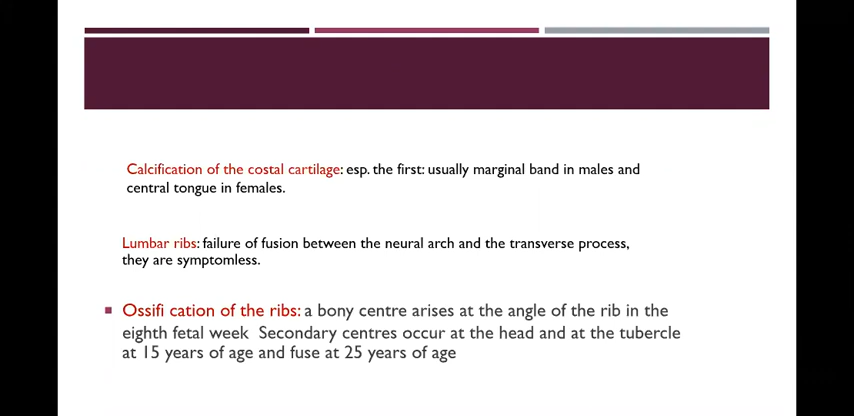 Calcification of the costal cartilage: esp. the first: usually marginal band in males and
central tongue in females.
Lumbar ribs: failure of fusion between the neural arch and the transverse process,
they are symptomless.
Ossifi cation of the ribs: a bony centre arises at the angle of the rib in the
eighth fetal week  Secondary centres occur at the head and at the tubercle
at 15 years of age and fuse at 25 years of age